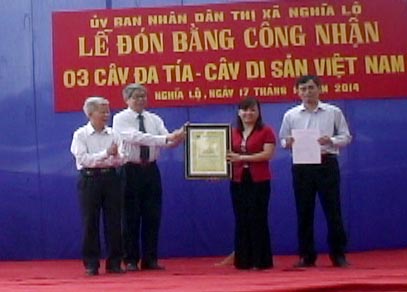 ỦY BAN NHÂN DÂN THỊ XÃ NGHĨA LỘ
LỄ ĐÓN BẰNG CÔNG NHẬN
03 CÂY ĐA TÍA - CÂY DI SẢN VIỆT NAM
NGHĨA LỘ, NGÀY 17 THÁNG NĂM 2014